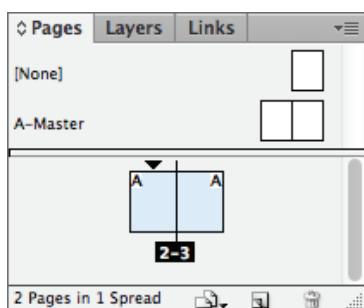 Pages Layers Links
[None]
A-Master
A A
2-3
2 Pages in 1 Spread